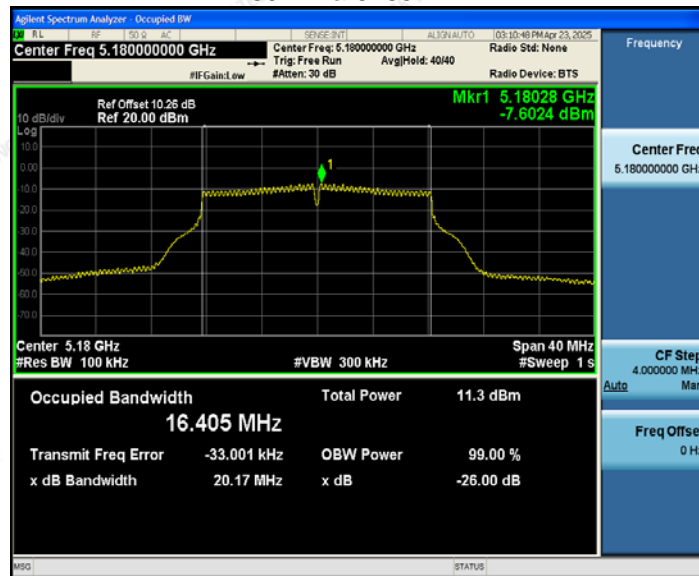 Agilent Spectrum Analyzer - Occupied BW
RL RF 50 Ω AC SENSE:INT ALIGN AUTO 03:10:48 PM Apr 23, 2025
Center Freq 5.180000000 GHz Center Freq: 5.180000000 GHz Radio Std: None Frequency
Trig: Free Run Avg|Hold: 40/40
#IFGain:Low #Atten: 30 dB Radio Device: BTS
Ref Offset 10.26 dB Mkr1 5.18028 GHz
10 dB/div Ref 20.00 dBm -7.6024 dBm
Log
10.0
0.00
-10.0
-20.0
-30.0
-40.0
-50.0
-60.0
-70.0
1
Center Freq
5.180000000 GHz
Center 5.18 GHz Span 40 MHz
#Res BW 100 kHz #VBW 300 kHz #Sweep 1 s
CF Step
4.000000 MHz
Auto Man
Occupied Bandwidth Total Power 11.3 dBm
16.405 MHz
Freq Offset
0 Hz
Transmit Freq Error -33.001 kHz OBW Power 99.00 %
x dB Bandwidth 20.17 MHz x dB -26.00 dB
MSG STATUS